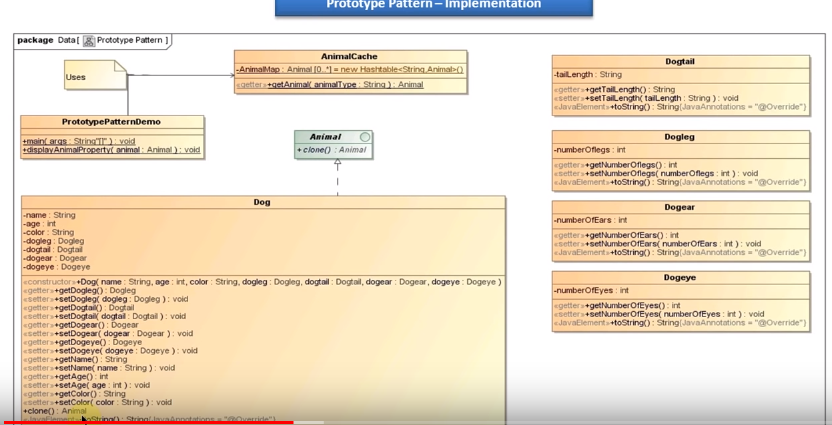 Prototype Pattern – Implementation
package Data [ Prototype Pattern ]
Uses
AnimalCache
-AnimalMap : Animal [0..*] = new Hashtable<String,Animal>()
«getter»+getAnimal( animalType : String ) : Animal
PrototypePatternDemo
+main( args : String"[]" ) : void
+displayAnimalProperty( animal : Animal ) : void
Animal
+ clone() : Animal
Dog
-name : String
-age : int
-color : String
-dogleg : Dogleg
-dogtail : Dogtail
-dogear : Dogear
-dogeye : Dogeye
«constructor»+Dog( name : String, age : int, color : String, dogleg : Dogleg, dogtail : Dogtail, dogear : Dogear, dogeye : Dogeye )
«getter»+getDogleg() : Dogleg
«setter»+setDogleg( dogleg : Dogleg ) : void
«getter»+getDogtail() : Dogtail
«setter»+setDogtail( dogtail : Dogtail ) : void
«getter»+getDogear() : Dogear
«setter»+setDogear( dogear : Dogear ) : void
«getter»+getDogeye() : Dogeye
«setter»+setDogeye( dogeye : Dogeye ) : void
«getter»+getName() : String
«setter»+setName( name : String ) : void
«getter»+getAge() : int
«setter»+setAge( age : int ) : void
«getter»+getColor() : String
«setter»+setColor( color : String ) : void
+clone() : Animal
«JavaElement»+toString() : String{JavaAnnotations = "@Override"}
Dogtail
-tailLength : String
«getter»+getTailLength() : String
«setter»+setTailLength( tailLength : String ) : void
«JavaElement»+toString() : String{JavaAnnotations = "@Override"}
Dogleg
-numberOflegs : int
«getter»+getNumberOflegs() : int
«setter»+setNumberOflegs( numberOflegs : int ) : void
«JavaElement»+toString() : String{JavaAnnotations = "@Override"}
Dogear
-numberOfEars : int
«getter»+getNumberOfEars() : int
«setter»+setNumberOfEars( numberOfEars : int ) : void
«JavaElement»+toString() : String{JavaAnnotations = "@Override"}
Dogeye
-numberOfEyes : int
«getter»+getNumberOfEyes() : int
«setter»+setNumberOfEyes( numberOfEyes : int ) : void
«JavaElement»+toString() : String{JavaAnnotations = "@Override"}